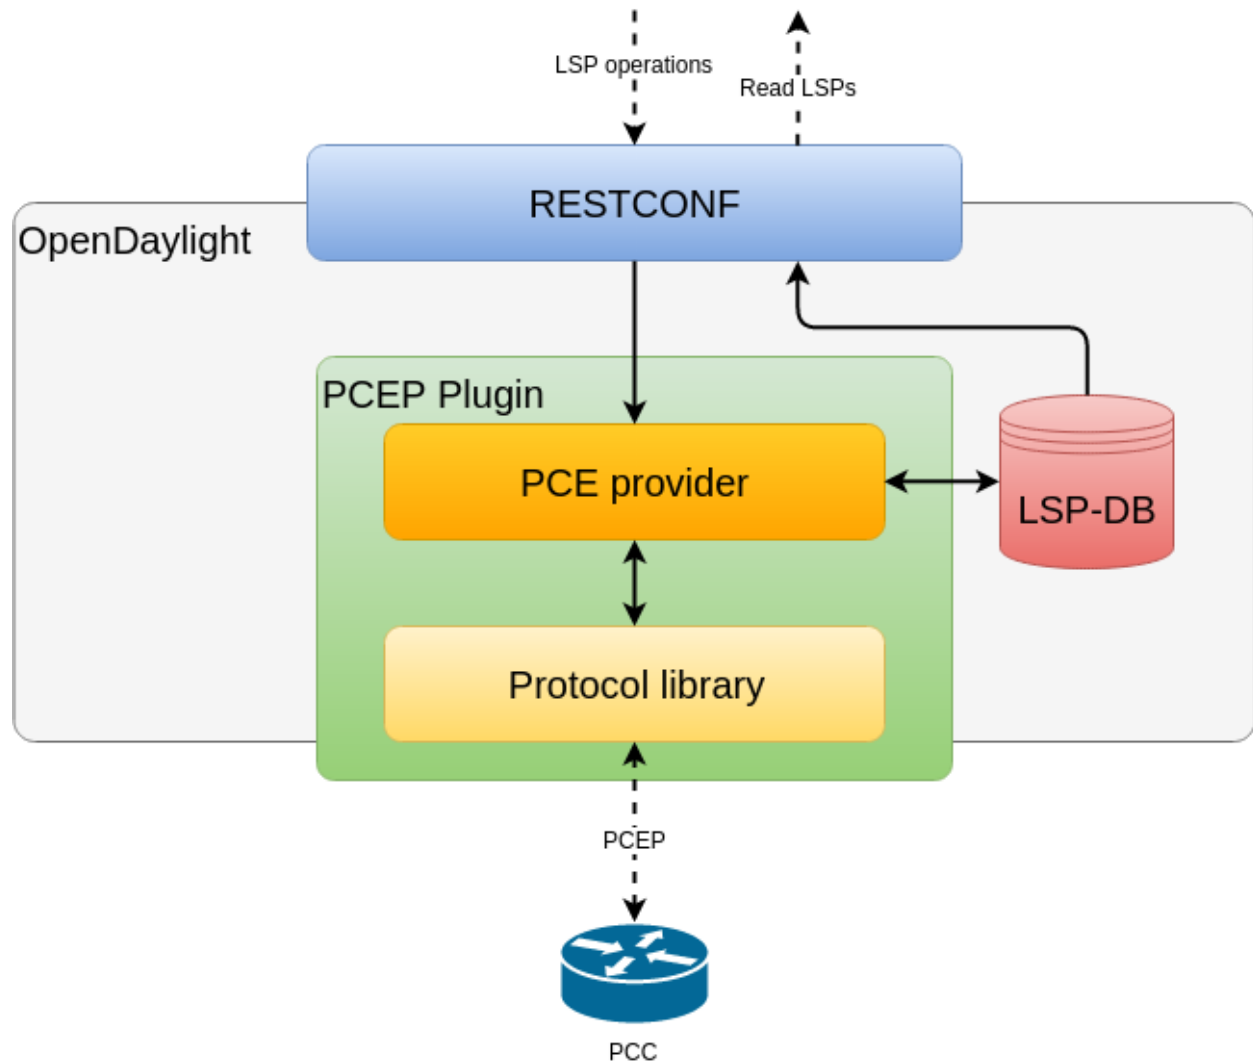 LSP operations
Read LSPs
RESTCONF
OpenDaylight
PCEP Plugin
PCE provider
LSP-DB
Protocol library
PCEP
PCC